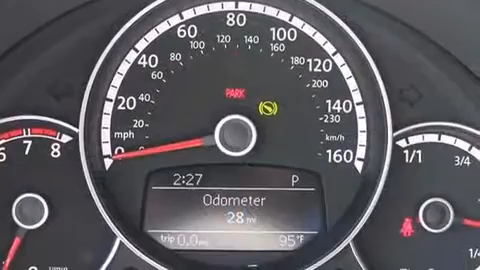 80
60 100
100 120 140
40 80 160 120
60 180
20 40 200 140
20 230
mph km/h
0 160
PARK
6 7 8
1/1 3/4
2:27 P
Odometer
28 mi
trip 0.0 mi 95°F